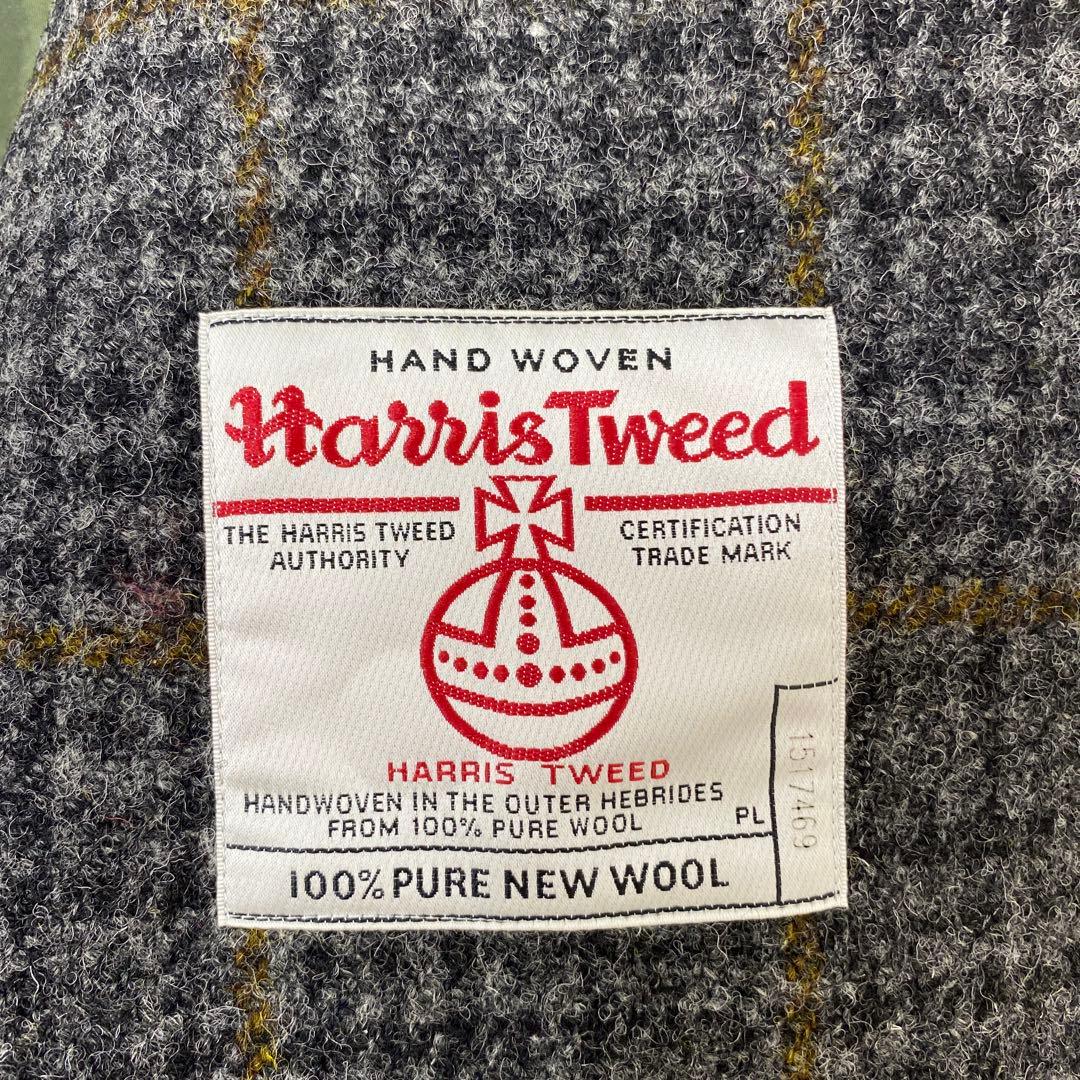 HAND WOVEN
Harris Tweed
THE HARRIS TWEED
AUTHORITY
CERTIFICATION
TRADE MARK
HARRIS TWEED
HANDWOVEN IN THE OUTER HEBRIDES
FROM 100% PURE WOOL
PL
1517469
100% PURE NEW WOOL